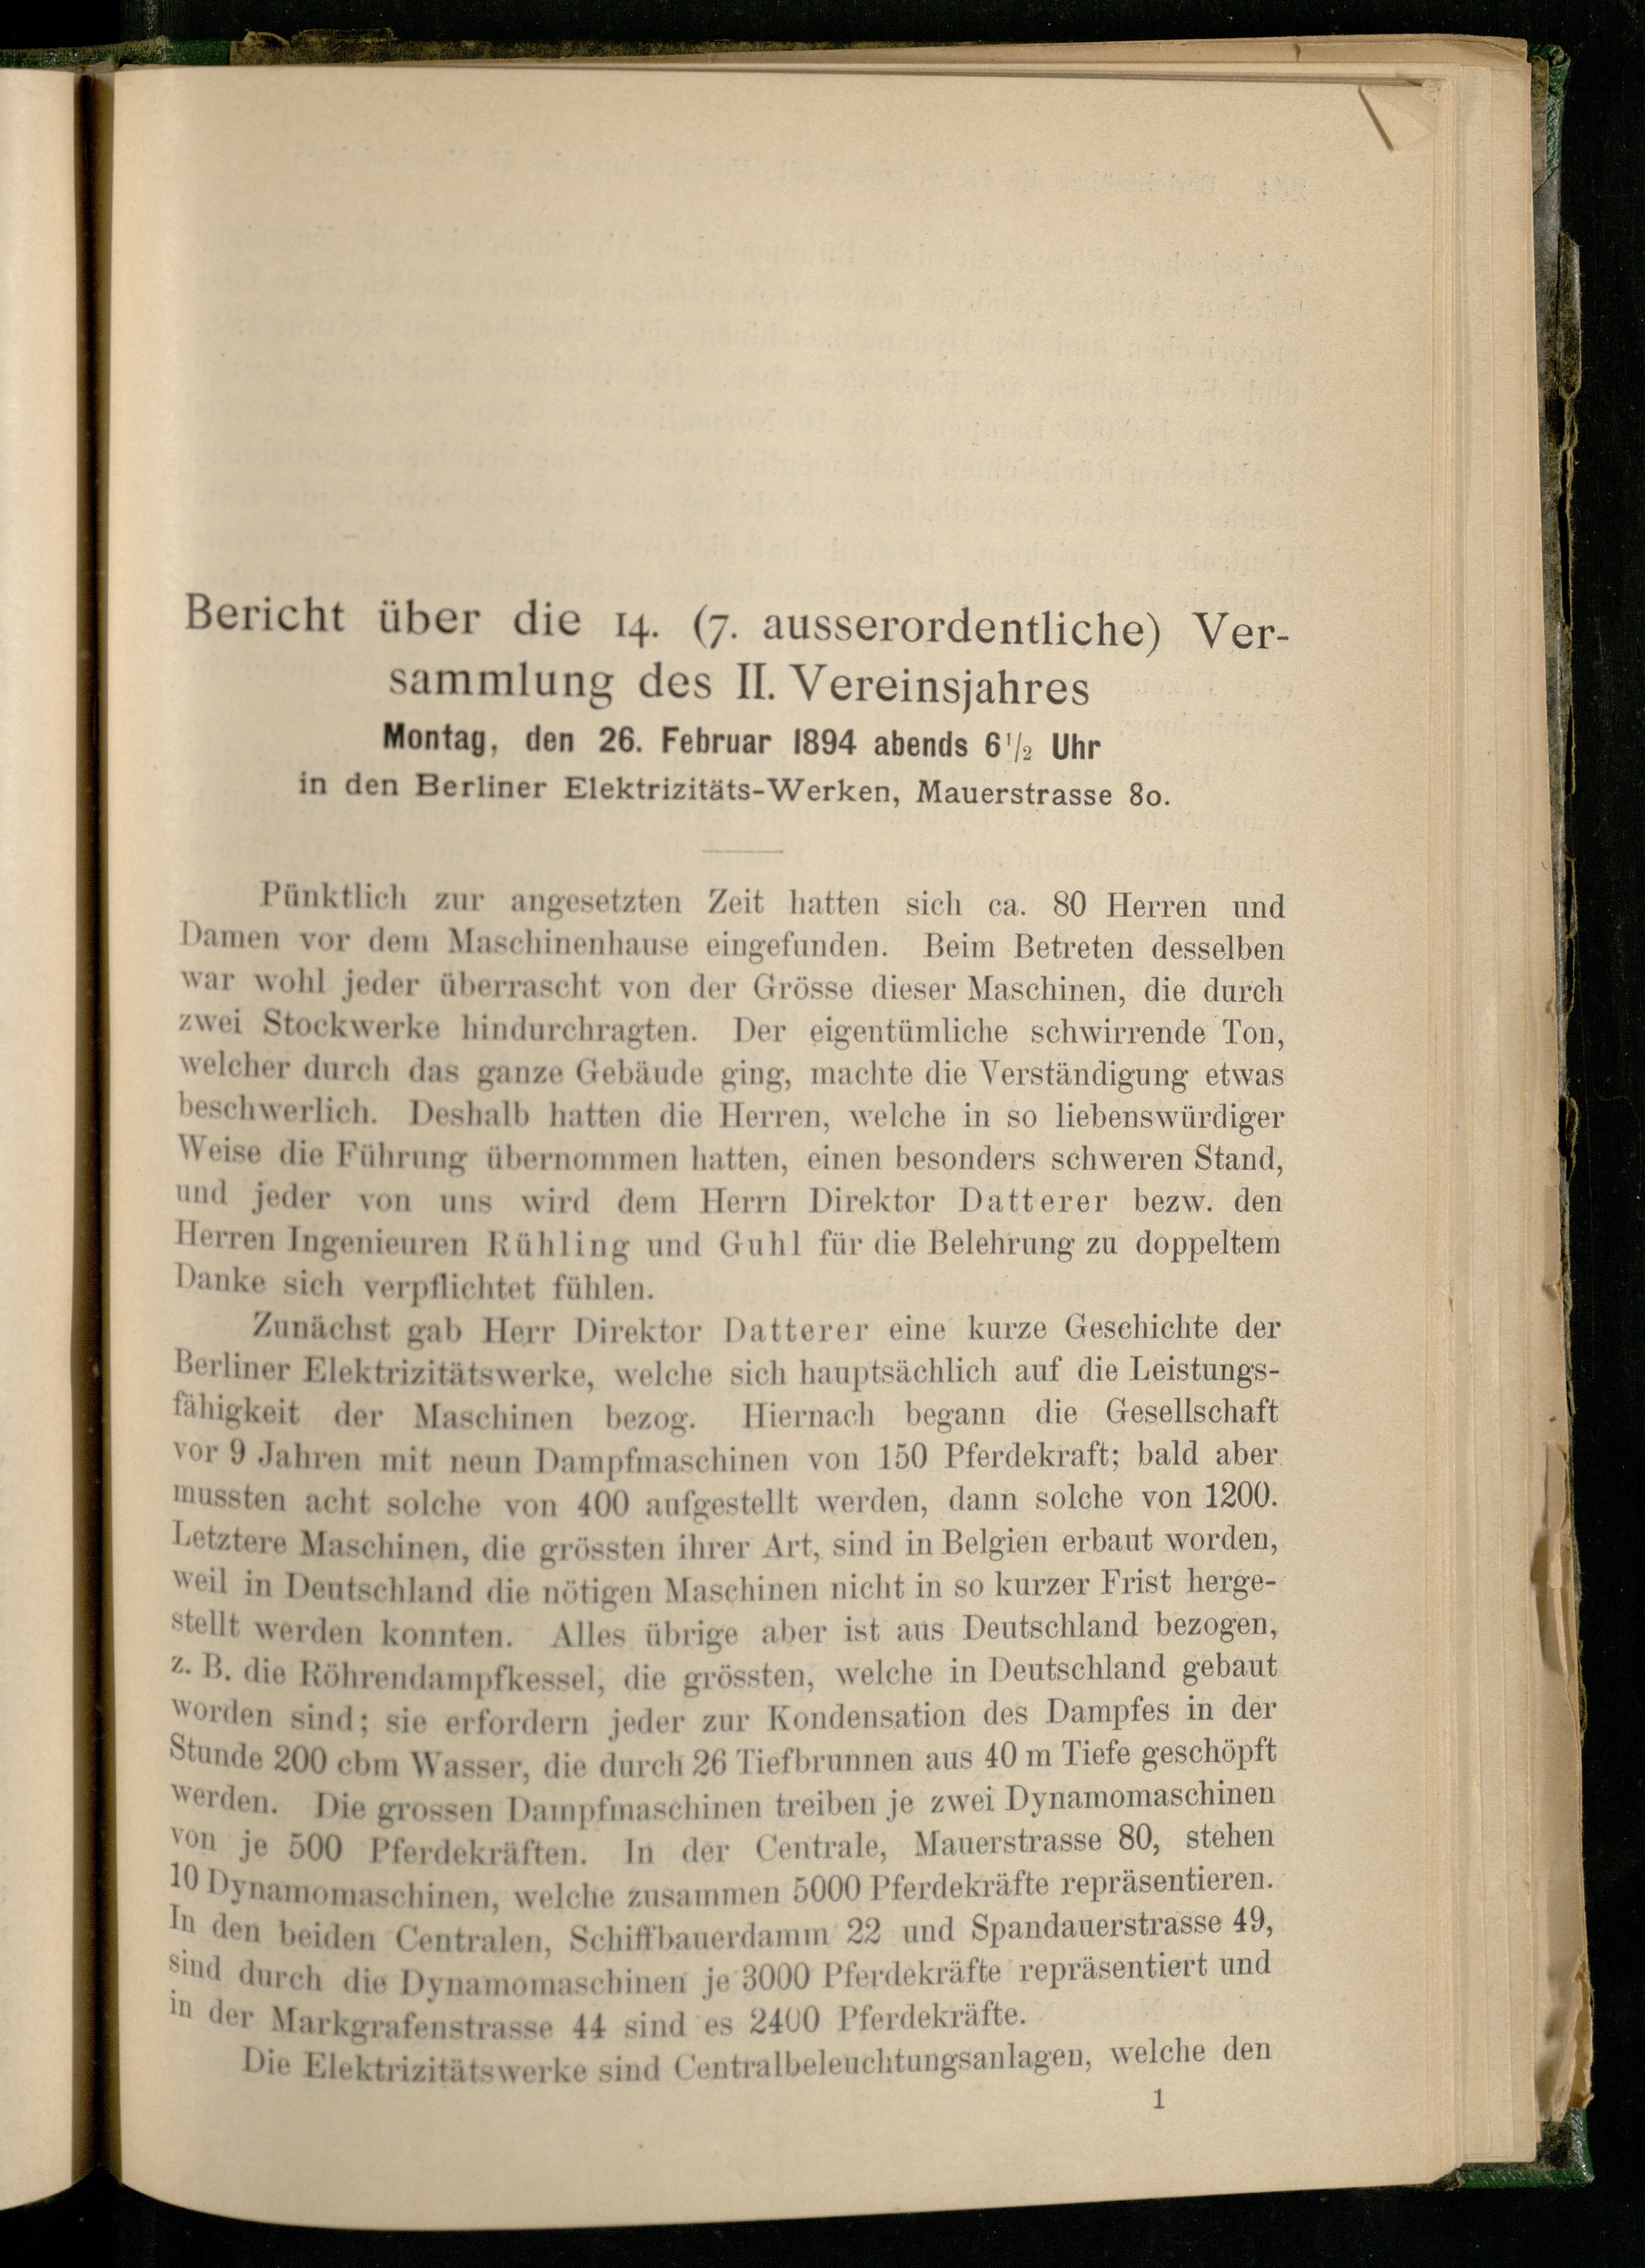 Bericht über die 14. (7. ausserordentliche) Ver-
sammlung des II. Vereinsjahres
Montag, den 26. Februar 1894 abends 6 1/2 Uhr
in den Berliner Elektrizitäts-Werken, Mauerstrasse 80.
Pünktlich zur angesetzten Zeit hatten sich ca. 80 Herren und
Damen vor dem Maschinenhause eingefunden. Beim Betreten desselben
war wohl jeder überrascht von der Grösse dieser Maschinen, die durch
zwei Stockwerke hindurchragten. Der eigentümliche schwirrende Ton,
welcher durch das ganze Gebäude ging, machte die Verständigung etwas
beschwerlich. Deshalb hatten die Herren, welche in so liebenswürdiger
Weise die Führung übernommen hatten, einen besonders schweren Stand,
und jeder von uns wird dem Herrn Direktor Datterer bezw. den
Herren Ingenieuren Rühling und Guhl für die Belehrung zu doppeltem
Danke sich verpflichtet fühlen.
Zunächst gab Herr Direktor Datterer eine kurze Geschichte der
Berliner Elektrizitätswerke, welche sich hauptsächlich auf die Leistungs-
fähigkeit der Maschinen bezog. Hiernach begann die Gesellschaft
vor 9 Jahren mit neun Dampfmaschinen von 150 Pferdekraft; bald aber
mussten acht solche von 400 aufgestellt werden, dann solche von 1200.
Letztere Maschinen, die grössten ihrer Art, sind in Belgien erbaut worden,
weil in Deutschland die nötigen Maschinen nicht in so kurzer Frist herge-
stellt werden konnten. Alles übrige aber ist aus Deutschland bezogen,
z. B. die Röhrendampfkessel, die grössten, welche in Deutschland gebaut
worden sind; sie erfordern jeder zur Kondensation des Dampfes in der
Stunde 200 cbm Wasser, die durch 26 Tiefbrunnen aus 40 m Tiefe geschöpft
werden. Die grossen Dampfmaschinen treiben je zwei Dynamomaschinen
von je 500 Pferdekräften. In der Centrale, Mauerstrasse 80, stehen
10 Dynamomaschinen, welche zusammen 5000 Pferdekräfte repräsentieren.
In den beiden Centralen, Schiffbauerdamm 22 und Spandauerstrasse 49,
sind durch die Dynamomaschinen je 3000 Pferdekräfte repräsentiert und
in der Markgrafenstrasse 44 sind es 2400 Pferdekräfte.
Die Elektrizitätswerke sind Centralbeleuchtungsanlagen, welche den
1